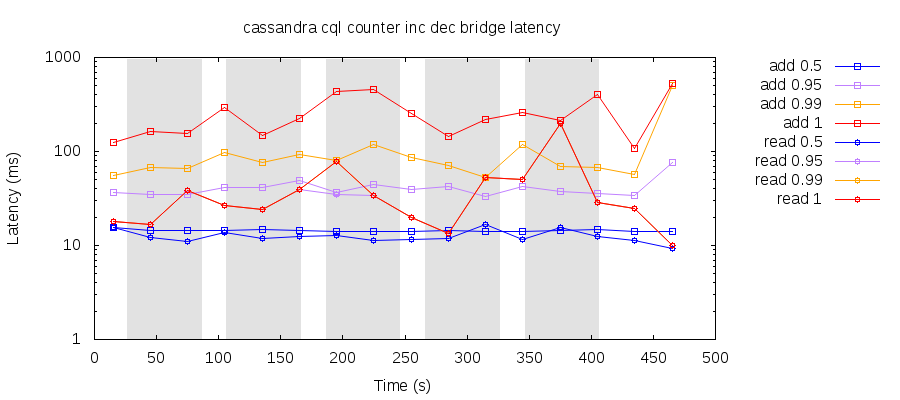 cassandra cql counter inc dec bridge latency
1000
100
10
1
Latency (ms)
0 50 100 150 200 250 300 350 400 450 500
Time (s)
add 0.5
add 0.95
add 0.99
add 1
read 0.5
read 0.95
read 0.99
read 1